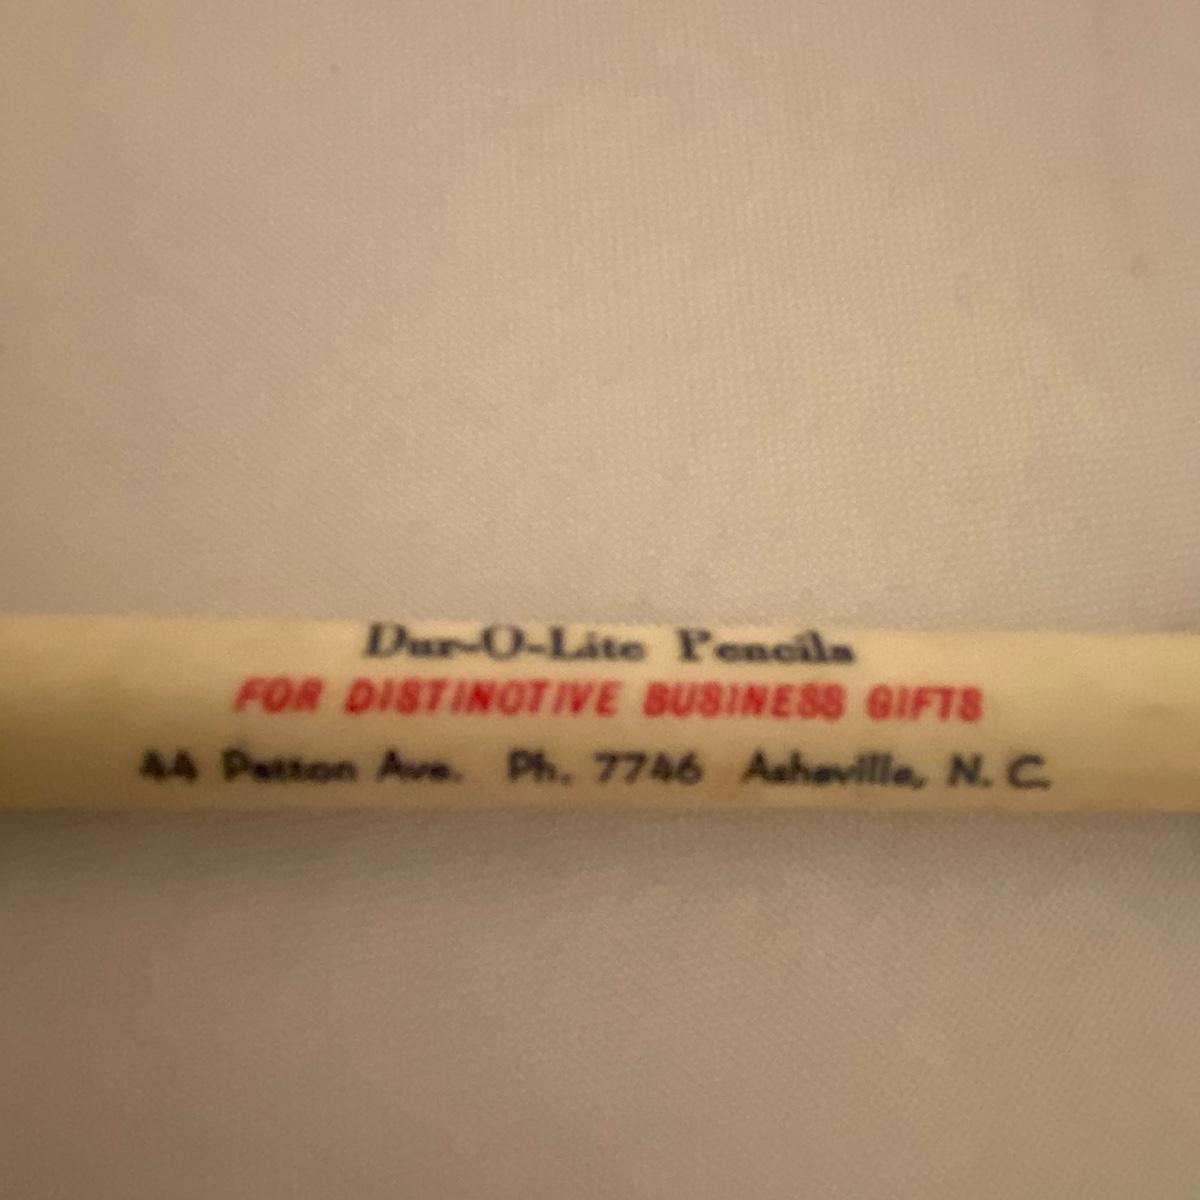 Dur-O-Lite Pencils
FOR DISTINCTIVE BUSINESS GIFTS
44 Patton Ave. Ph. 7746 Asheville, N. C.